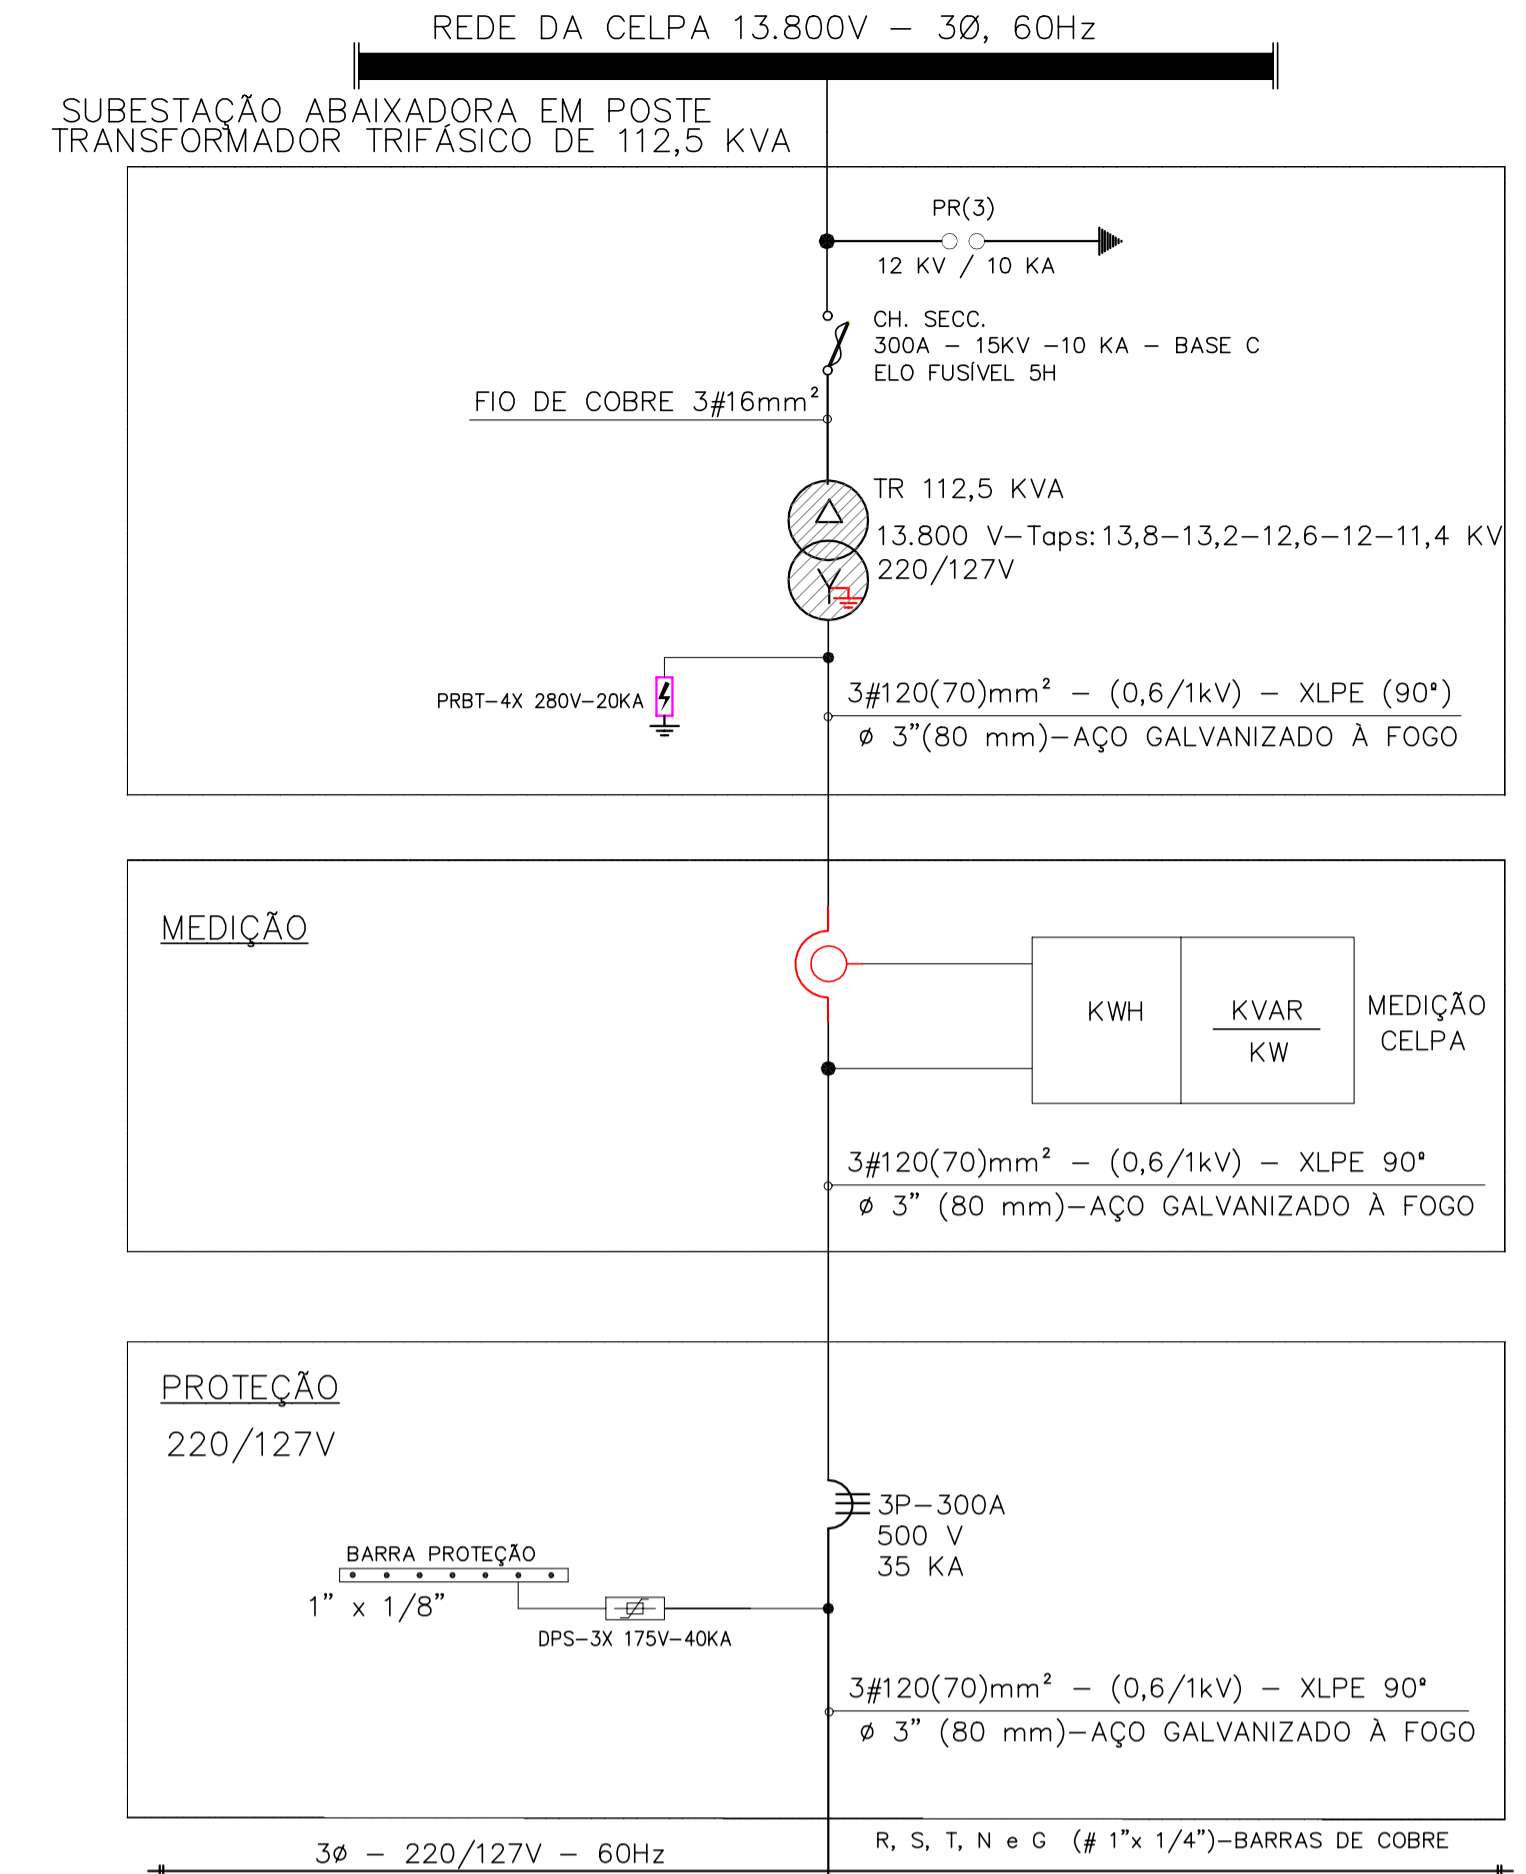 REDE DA CELPA 13.800V – 3Ø, 60Hz
SUBESTAÇÃO ABAIXADORA EM POSTE
TRANSFORMADOR TRIFÁSICO DE 112,5 KVA
PR(3)
12 KV / 10 KA
CH. SECC.
300A – 15KV –10 KA – BASE C
ELO FUSÍVEL 5H
FIO DE COBRE 3#16mm²
TR 112,5 KVA
13.800 V–Taps: 13,8–13,2–12,6–12–11,4 KV
220/127V
PRBT–4X 280V–20KA
3#120(70)mm² – (0,6/1kV) – XLPE (90°)
ø 3"(80 mm)–AÇO GALVANIZADO À FOGO
MEDIÇÃO
KWH
KVAR
KW
MEDIÇÃO
CELPA
3#120(70)mm² – (0,6/1kV) – XLPE 90°
ø 3" (80 mm)–AÇO GALVANIZADO À FOGO
PROTEÇÃO
220/127V
3P–300A
500 V
35 KA
BARRA PROTEÇÃO
1" x 1/8"
DPS–3X 175V–40KA
3#120(70)mm² – (0,6/1kV) – XLPE 90°
ø 3" (80 mm)–AÇO GALVANIZADO À FOGO
3ø – 220/127V – 60Hz
R, S, T, N e G (# 1"x 1/4")–BARRAS DE COBRE